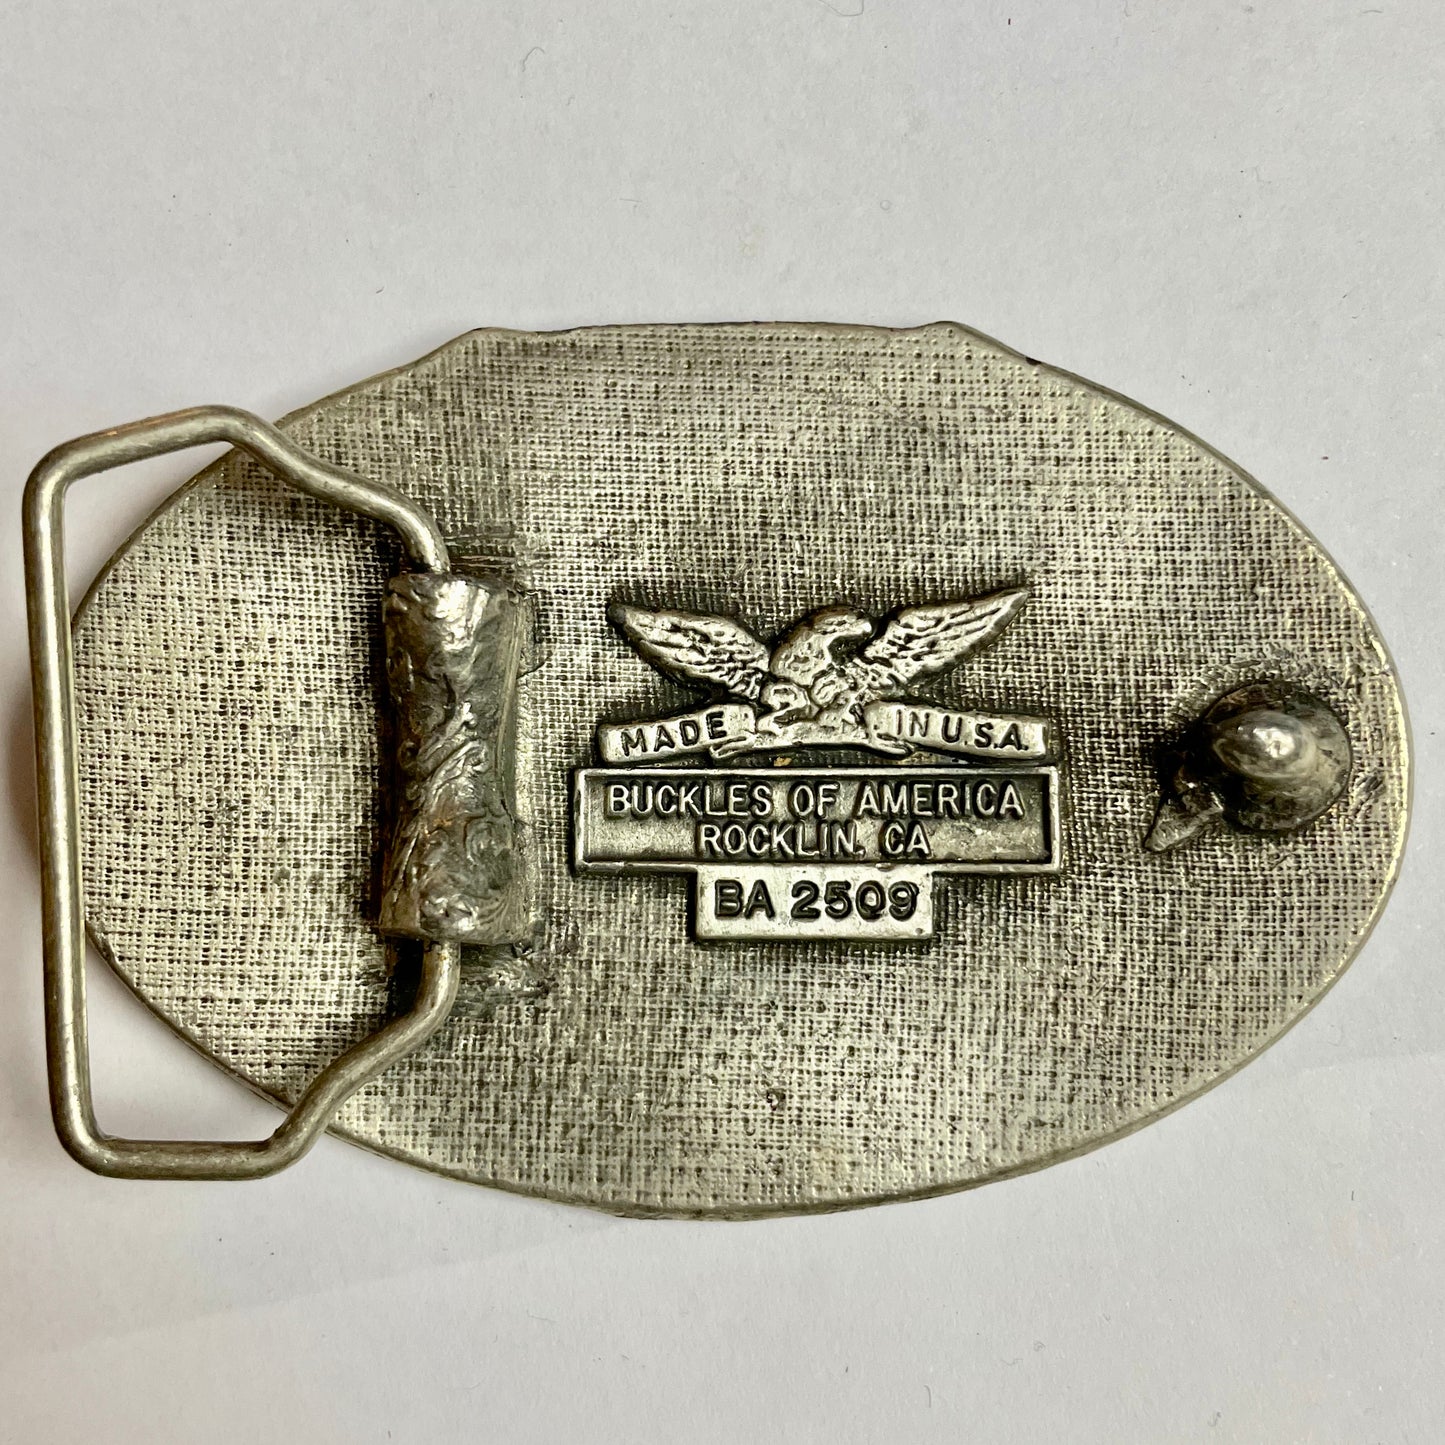 MADE IN U.S.A.
BUCKLES OF AMERICA
ROCKLIN, CA
BA 2509